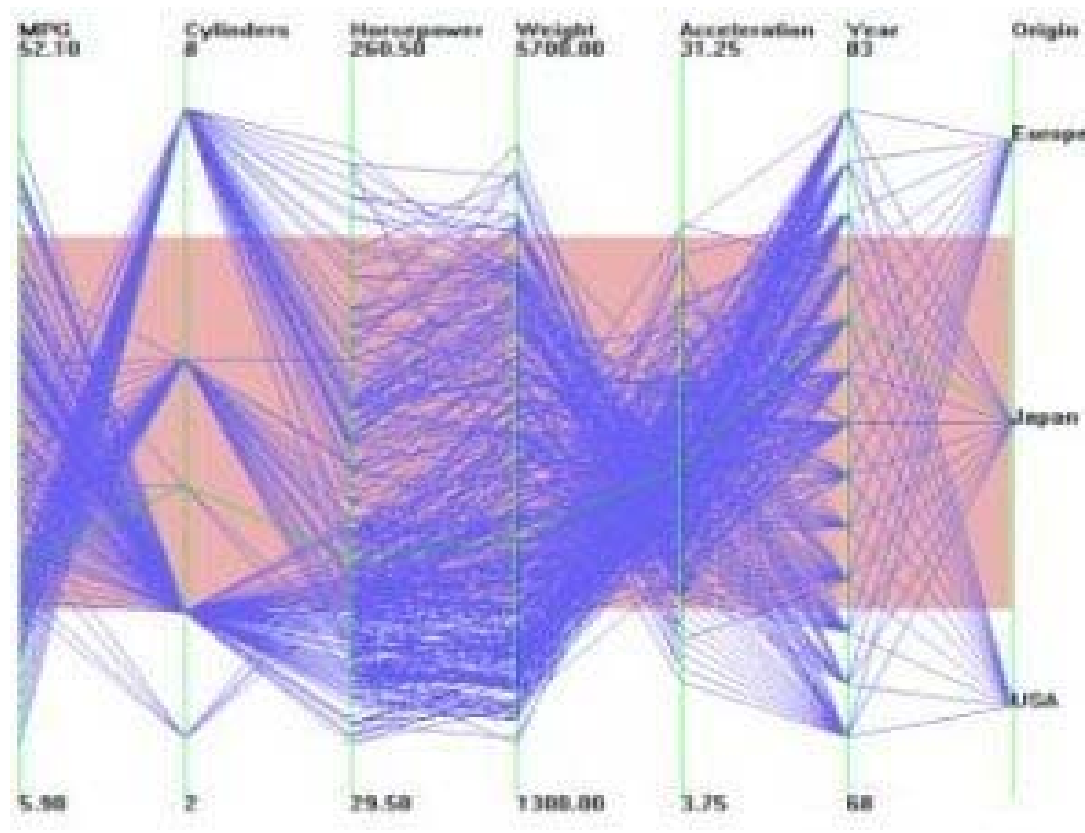 MPG Cylinders Horsepower Weight Acceleration Year Origin
52.10 8 260.50 5700.00 31.25 83
Europe
Japan
USA
5.90 2 29.50 1300.00 3.75 68